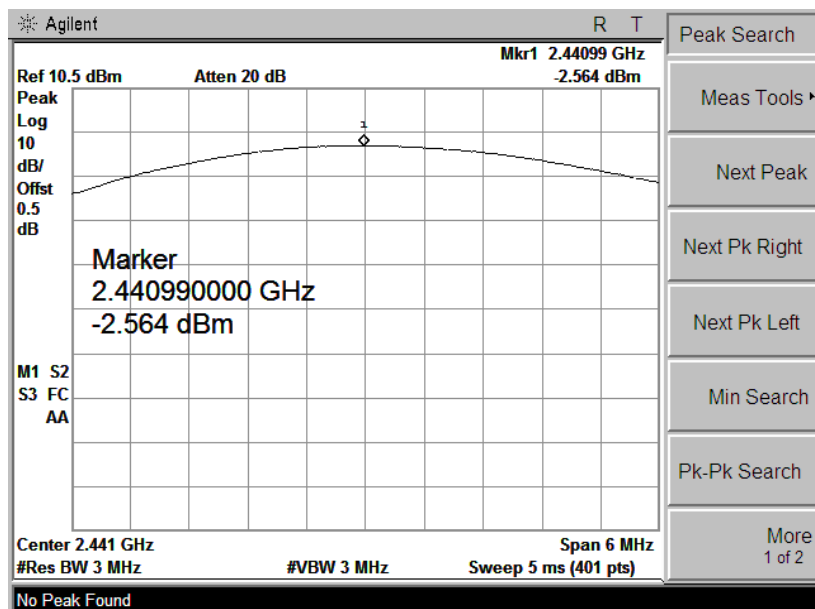 Agilent R T
Mkr1 2.44099 GHz
Ref 10.5 dBm Atten 20 dB -2.564 dBm
Peak
Log
10
dB/
Offst
0.5
dB
1
Marker
2.440990000 GHz
-2.564 dBm
M1 S2
S3 FC
AA
Center 2.441 GHz Span 6 MHz
#Res BW 3 MHz #VBW 3 MHz Sweep 5 ms (401 pts)
No Peak Found
Peak Search
Meas Tools
Next Peak
Next Pk Right
Next Pk Left
Min Search
Pk-Pk Search
More
1 of 2